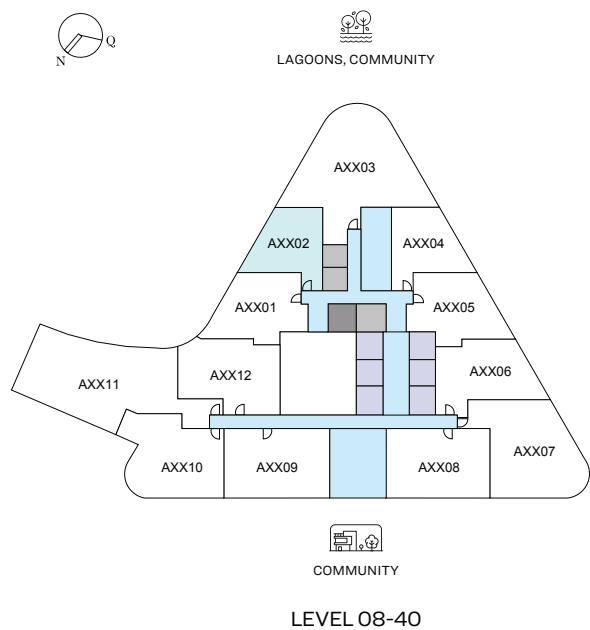 LAGOONS, COMMUNITY
N
Q
AXX03
AXX02
AXX04
AXX01
AXX05
AXX11
AXX12
AXX06
AXX10
AXX09
AXX08
AXX07
COMMUNITY
LEVEL 08-40